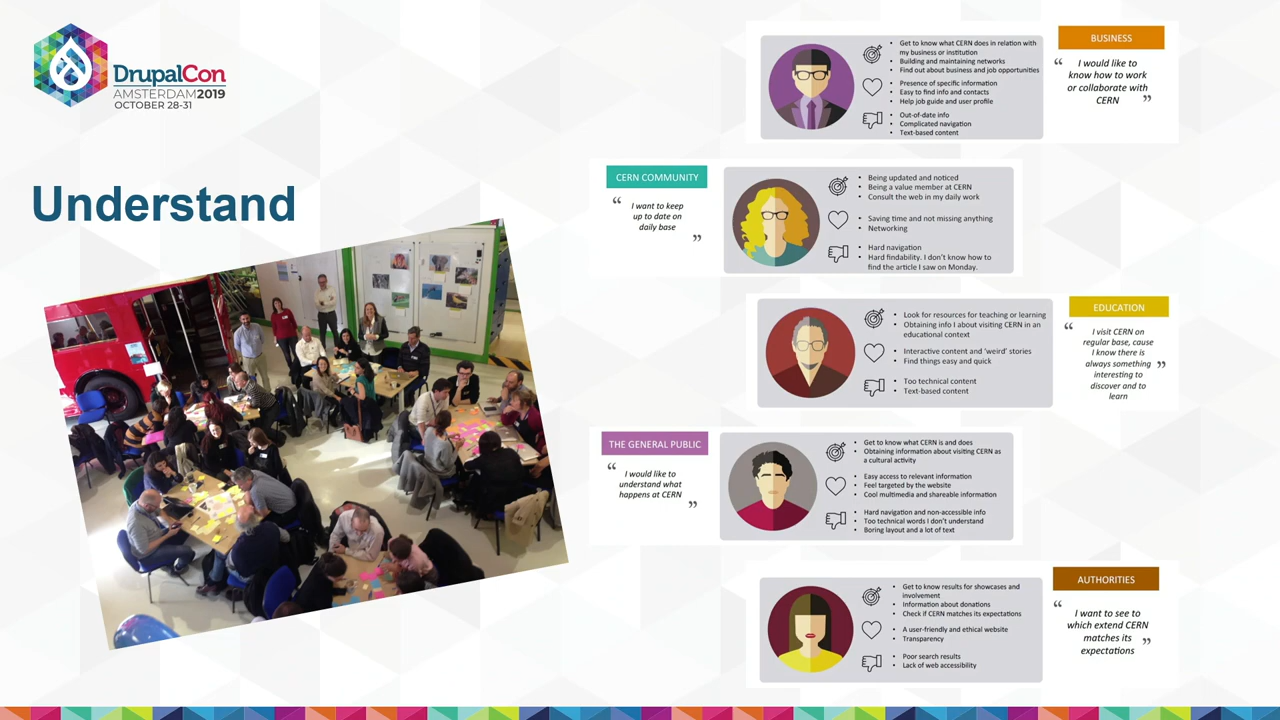 DrupalCon
AMSTERDAM2019
OCTOBER 28-31
Understand
• Get to know what CERN does in relation with
my business or institution
• Building and maintaining networks
• Find out about business and job opportunities
• Presence of specific information
• Easy to find info and contacts
• Help job guide and user profile
• Out-of-date info
• Complicated navigation
• Text-based content
BUSINESS
“ I would like to
know how to work
or collaborate with
CERN ”
CERN COMMUNITY
“ I want to keep
up to date on
daily base ”
• Being updated and noticed
• Being a value member at CERN
• Consult the web in my daily work
• Saving time and not missing anything
• Networking
• Hard navigation
• Hard findability. I don't know how to
find the article I saw on Monday.
• Look for resources for teaching or learning
• Obtaining info I about visiting CERN in an
educational context
• Interactive content and ‘weird’ stories
• Find things easy and quick
• Too technical content
• Text-based content
EDUCATION
“ I visit CERN on
regular base, cause
I know there is
always something ”
interesting to
discover and to
learn
THE GENERAL PUBLIC
“ I would like to
understand what
happens at CERN ”
• Get to know what CERN is and does
• Obtaining information about visiting CERN as
a cultural activity
• Easy access to relevant information
• Feel targeted by the website
• Cool multimedia and shareable information
• Hard navigation and non-accessible info
• Too technical words I don't understand
• Boring layout and a lot of text
• Get to know results for showcases and
involvement
• Information about donations
• Check if CERN matches its expectations
• A user-friendly and ethical website
• Transparency
• Poor search results
• Lack of web accessibility
AUTHORITIES
“ I want to see to
which extend CERN
matches its
expectations ”